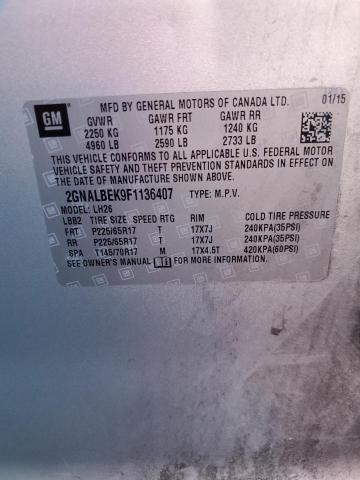 MFD BY GENERAL MOTORS OF CANADA LTD. 01/15
GM
GVWR GAWR FRT GAWR RR
2250 KG 1175 KG 1240 KG
4960 LB 2590 LB 2733 LB
THIS VEHICLE CONFORMS TO ALL APPLICABLE U.S. FEDERAL MOTOR
VEHICLE SAFETY AND THEFT PREVENTION STANDARDS IN EFFECT ON
THE DATE OF MANUFACTURE SHOWN ABOVE.
2GNALBEK9F1136407 TYPE: M.P.V.
MODEL: LH26
LBB2 TIRE SIZE SPEED RTG RIM COLD TIRE PRESSURE
FRT P225/65R17 T 17X7J 240KPA(35PSI)
RR P225/65R17 T 17X7J 240KPA(35PSI)
SPA T145/70R17 M 17X4.5T 420KPA(60PSI)
SEE OWNER'S MANUAL FOR MORE INFORMATION.